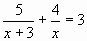 5/(x + 3) + 4/x = 3